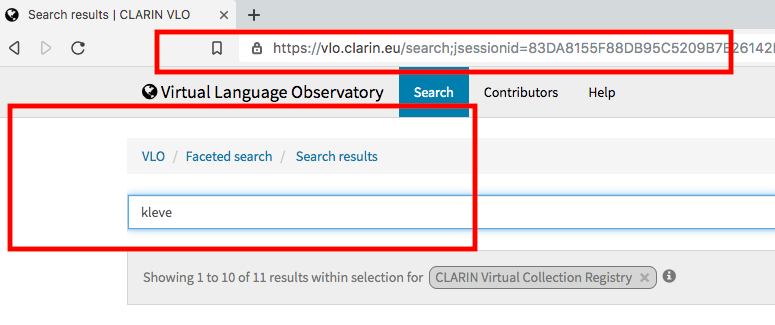 Search results | CLARIN VLO
https://vlo.clarin.eu/search;jsessionid=83DA8155F88DB95C5209B7E26142
Virtual Language Observatory Search Contributors Help
VLO / Faceted search / Search results
kleve
Showing 1 to 10 of 11 results within selection for CLARIN Virtual Collection Registry